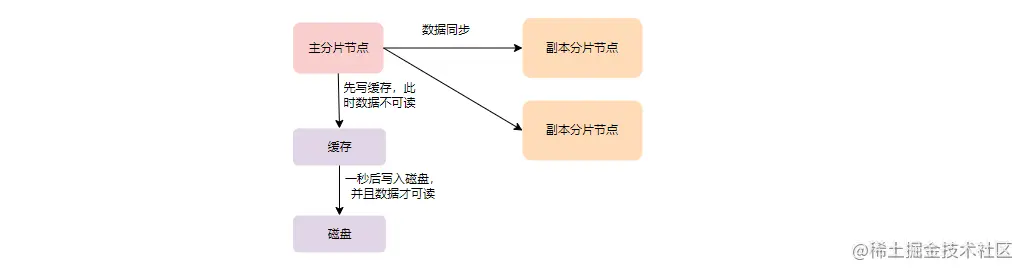 主分片节点
数据同步
副本分片节点
先写缓存，此
时数据不可读
副本分片节点
缓存
一秒后写入磁盘，
并且数据才可读
磁盘
@稀土掘金技术社区